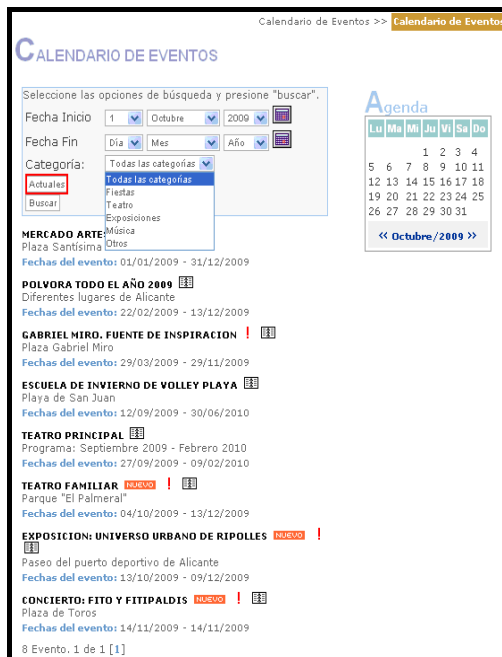 Calendario de Eventos >> Calendario de Eventos
CALENDARIO DE EVENTOS
Seleccione las opciones de búsqueda y presione "buscar".
Fecha Inicio 1 Octubre 2009
Fecha Fin Día Mes Año
Categoría: Todas las categorías
Todas las categorías
Fiestas
Teatro
Exposiciones
Música
Otros
Actuales
Buscar
Agenda
Lu Ma Mi Ju Vi Sa Do
1 2 3 4
5 6 7 8 9 10 11
12 13 14 15 16 17 18
19 20 21 22 23 24 25
26 27 28 29 30 31
<< Octubre/2009 >>
MERCADO ARTE
Plaza Santísima
Fechas del evento: 01/01/2009 - 31/12/2009
POLVORA TODO EL AÑO 2009
Diferentes lugares de Alicante
Fechas del evento: 22/02/2009 - 13/12/2009
GABRIEL MIRO. FUENTE DE INSPIRACION !
Plaza Gabriel Miro
Fechas del evento: 29/03/2009 - 29/11/2009
ESCUELA DE INVIERNO DE VOLLEY PLAYA
Playa de San Juan
Fechas del evento: 12/09/2009 - 30/06/2010
TEATRO PRINCIPAL
Programa: Septiembre 2009 - Febrero 2010
Fechas del evento: 27/09/2009 - 09/02/2010
TEATRO FAMILIAR NUEVO !
Parque "El Palmeral"
Fechas del evento: 04/10/2009 - 13/12/2009
EXPOSICION: UNIVERSO URBANO DE RIPOLLES NUEVO !
Paseo del puerto deportivo de Alicante
Fechas del evento: 13/10/2009 - 09/12/2009
CONCIERTO: FITO Y FITIPALDIS NUEVO !
Plaza de Toros
Fechas del evento: 14/11/2009 - 14/11/2009
8 Evento. 1 de 1 [1]